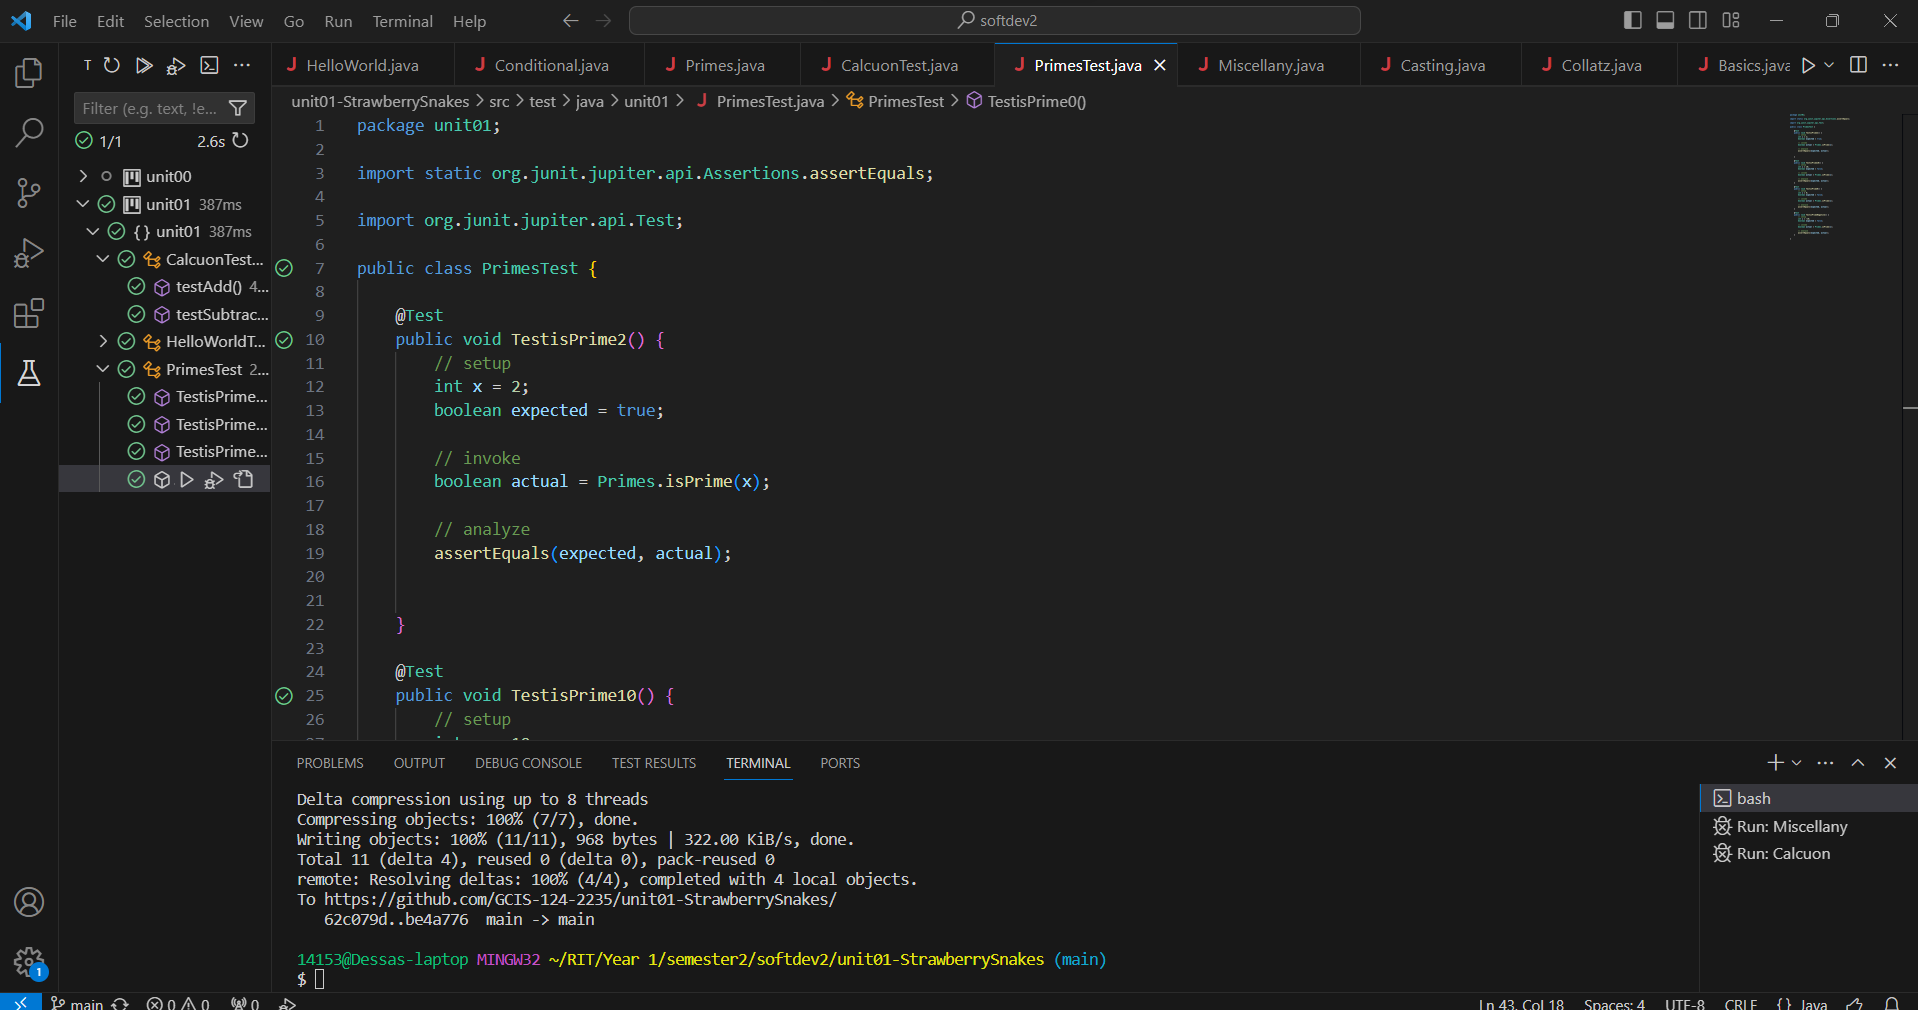 File Edit Selection View Go Run Terminal Help softdev2
T
HelloWorld.java Conditional.java Primes.java CalcuonTest.java PrimesTest.java Miscellany.java Casting.java Collatz.java Basics.java
Filter (e.g. text, !e...
1/1 2.6s
unit00
unit01 387ms
{ } unit01 387ms
CalcuonTest...
testAdd() 4...
testSubtrac...
HelloWorldT...
PrimesTest 2...
TestisPrime...
TestisPrime...
TestisPrime...
unit01-StrawberrySnakes > src > test > java > unit01 > PrimesTest.java > PrimesTest > TestisPrime0()
1 package unit01;
2
3 import static org.junit.jupiter.api.Assertions.assertEquals;
4
5 import org.junit.jupiter.api.Test;
6
7 public class PrimesTest {
8
9 @Test
10 public void TestisPrime2() {
11 // setup
12 int x = 2;
13 boolean expected = true;
14
15 // invoke
16 boolean actual = Primes.isPrime(x);
17
18 // analyze
19 assertEquals(expected, actual);
20
21
22 }
23
24 @Test
25 public void TestisPrime10() {
26 // setup
PROBLEMS OUTPUT DEBUG CONSOLE TEST RESULTS TERMINAL PORTS
Delta compression using up to 8 threads
Compressing objects: 100% (7/7), done.
Writing objects: 100% (11/11), 968 bytes | 322.00 KiB/s, done.
Total 11 (delta 4), reused 0 (delta 0), pack-reused 0
remote: Resolving deltas: 100% (4/4), completed with 4 local objects.
To https://github.com/GCIS-124-2235/unit01-StrawberrySnakes/
62c079d..be4a776 main -> main
14153@Dessas-laptop MINGW32 ~/RIT/Year 1/semester2/softdev2/unit01-StrawberrySnakes (main)
$
bash
Run: Miscellany
Run: Calcuon
1
main 0 0 0 Ln 43, Col 18 Spaces: 4 UTF-8 CRLF { } Java